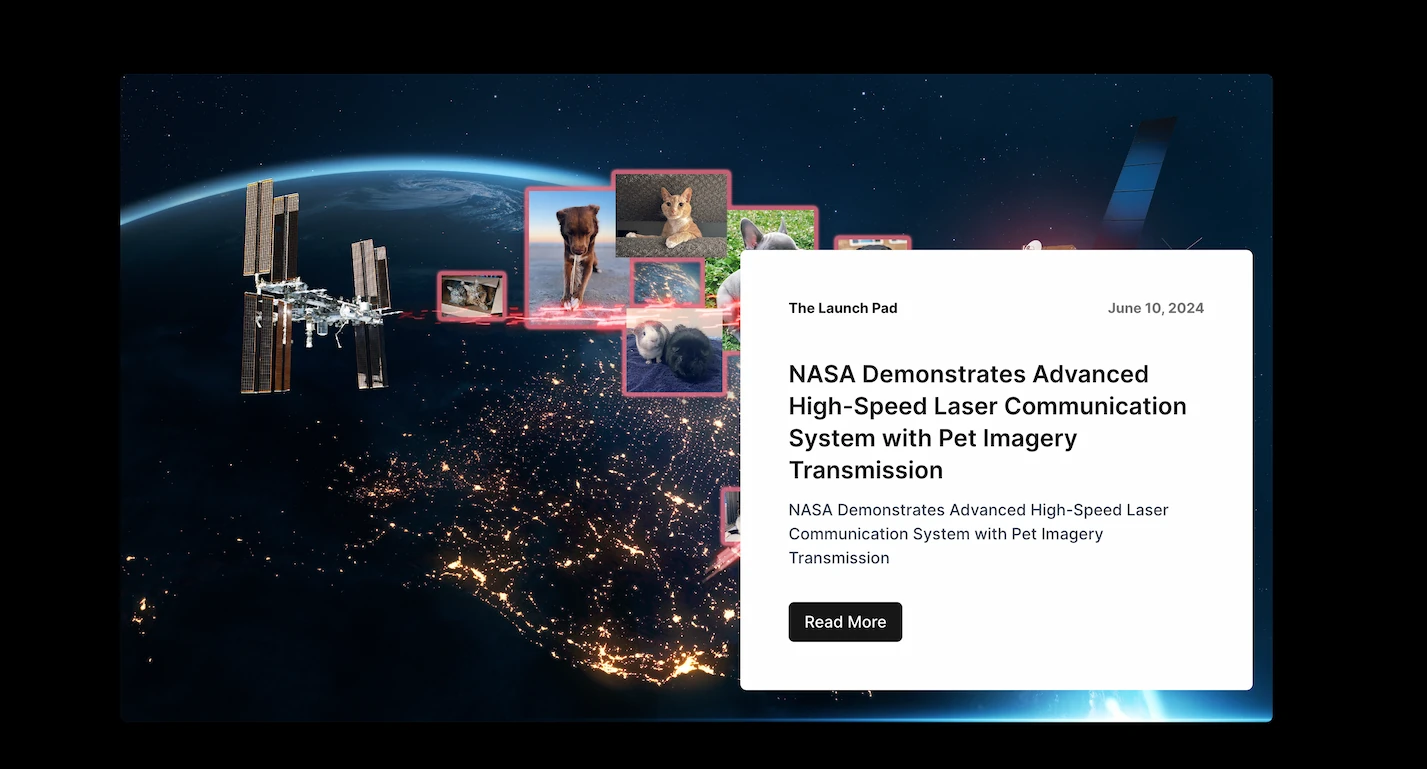 The Launch Pad
June 10, 2024
NASA Demonstrates Advanced
High-Speed Laser Communication
System with Pet Imagery
Transmission
NASA Demonstrates Advanced High-Speed Laser
Communication System with Pet Imagery
Transmission
Read More